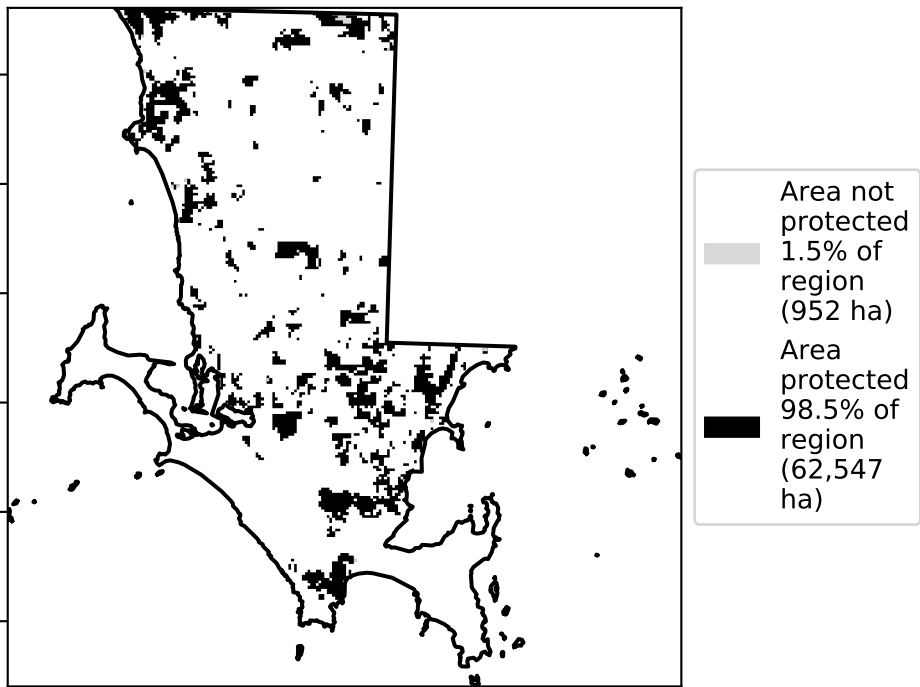 Area not
protected
1.5% of
region
(952 ha)
Area
protected
98.5% of
region
(62,547
ha)